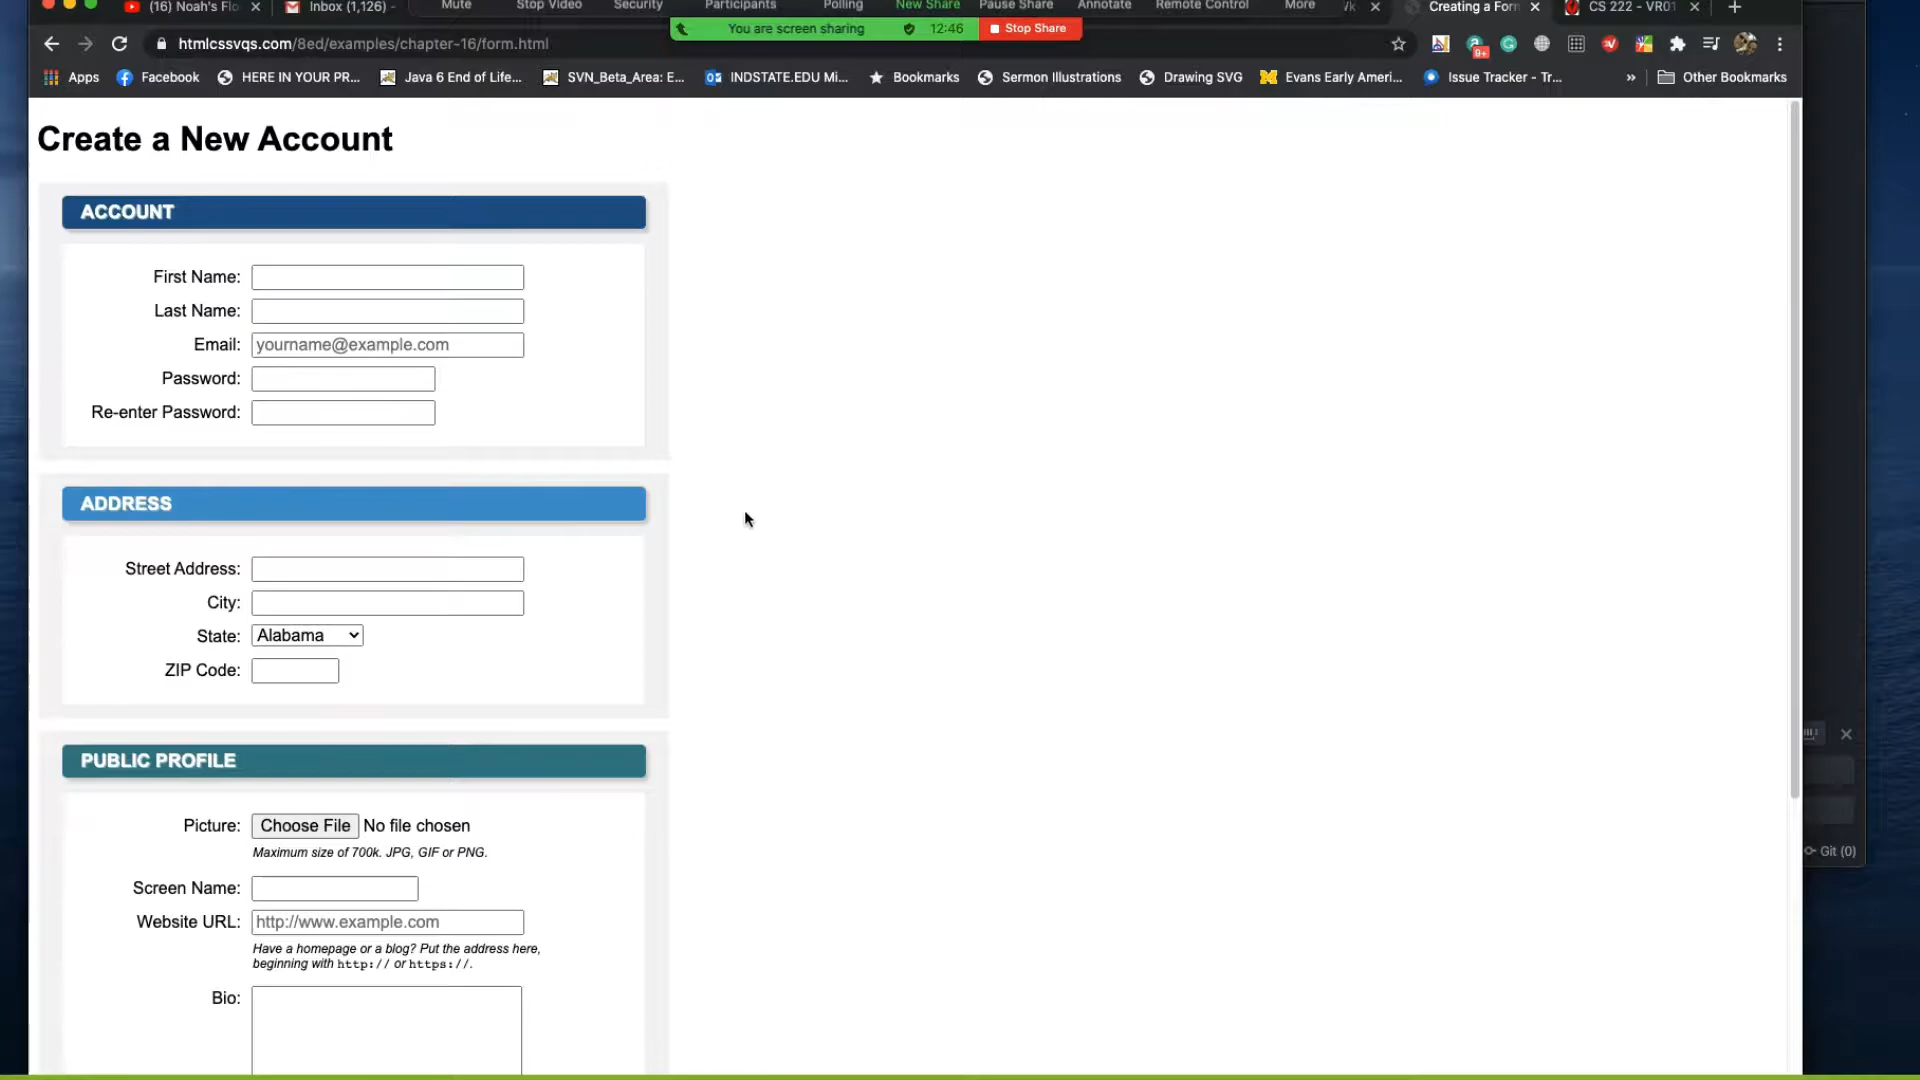 Mute Stop Video Security Participants Polling New Share Pause Share Annotate Remote Control More
(16) Noah's Flo Inbox (1,126) - Creating a Form CS 222 - VR01
You are screen sharing 12:46 Stop Share
htmlcssvqs.com/8ed/examples/chapter-16/form.html
9+
Apps Facebook HERE IN YOUR PR... Java 6 End of Life... SVN_Beta_Area: E... INDSTATE.EDU Mi... Bookmarks Sermon Illustrations Drawing SVG Evans Early Ameri... Issue Tracker - Tr... » Other Bookmarks
Create a New Account
ACCOUNT
First Name:
Last Name:
Email: yourname@example.com
Password:
Re-enter Password:
ADDRESS
Street Address:
City:
State: Alabama
ZIP Code:
PUBLIC PROFILE
Picture: Choose File No file chosen
Maximum size of 700k. JPG, GIF or PNG.
Screen Name:
Website URL: http://www.example.com
Have a homepage or a blog? Put the address here,
beginning with http:// or https://.
Bio:
Git (0)